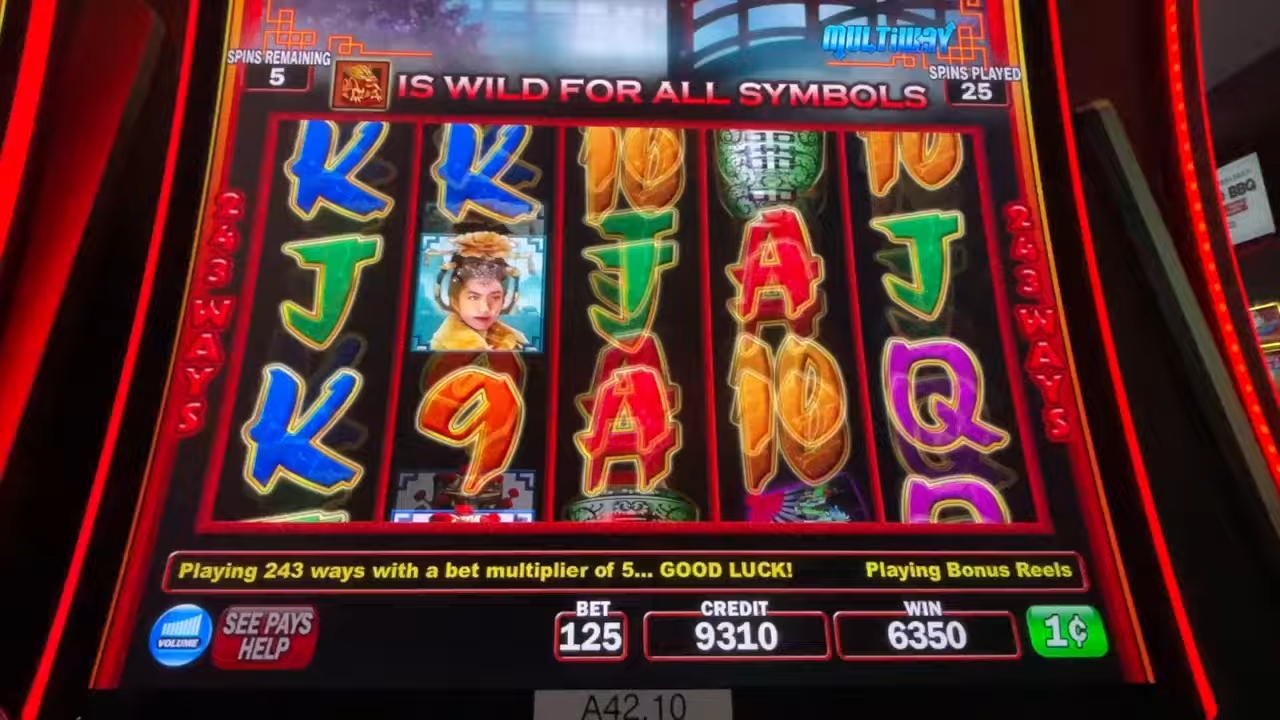 MULTIWAY
SPINS REMAINING
5
IS WILD FOR ALL SYMBOLS
SPINS PLAYED
25
K K 10 10
J J A J
K 9 A 10 Q
Q
243 WAYS
243 WAYS
Playing 243 ways with a bet multiplier of 5... GOOD LUCK!
Playing Bonus Reels
VOLUME
SEE PAYS
HELP
BET
125
CREDIT
9310
WIN
6350
1¢
A42.10
BBQ